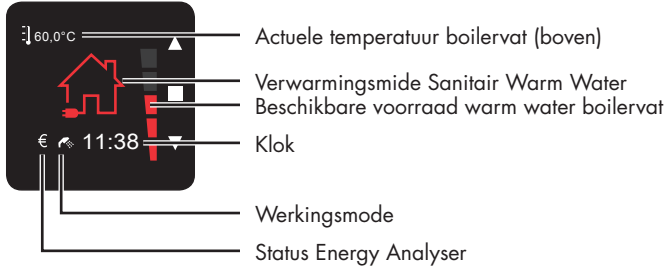 60,0°C
Actuele temperatuur boilervat (boven)
Verwarmingsmide Sanitair Warm Water
Beschikbare voorraad warm water boilervat
€ 11:38
Klok
Werkingsmode
Status Energy Analyser